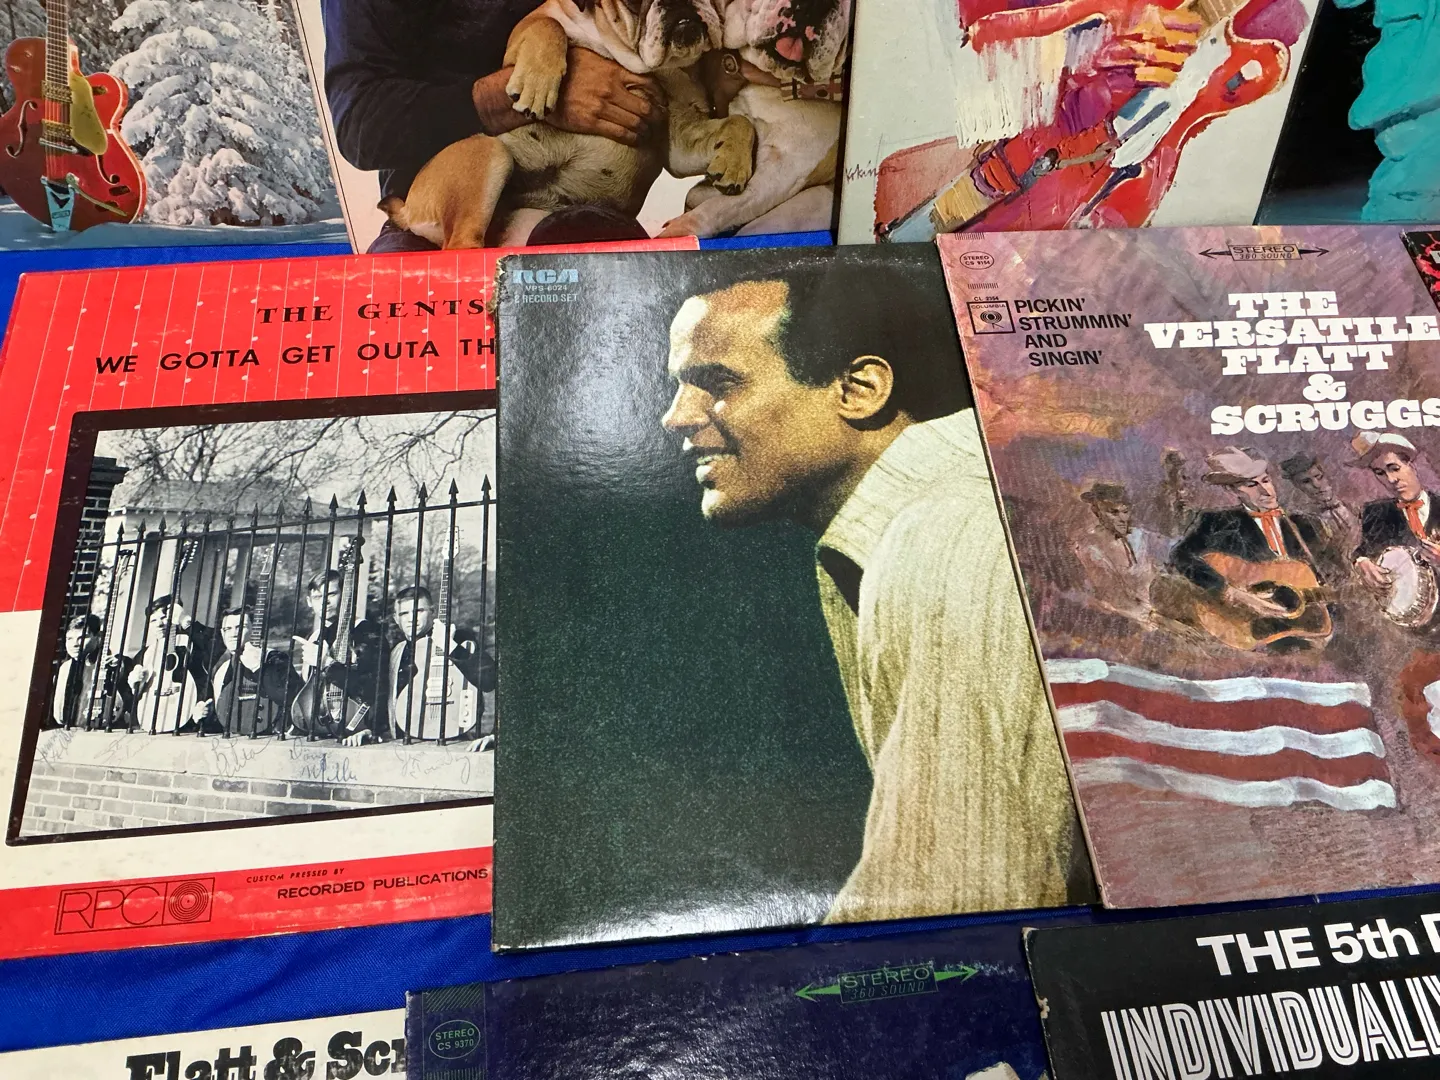 THE GENTS
WE GOTTA GET OUTA TH
CUSTOM PRESSED BY
RPC RECORDED PUBLICATIONS
RCA
VPS-6024
2 RECORD SET
STEREO
CS 9154
STEREO
360 SOUND
CL 2354
COLUMBIA
PICKIN'
STRUMMIN'
AND
SINGIN'
THE
VERSATILE
FLATT
&
SCRUGGS
Flatt & Scr
STEREO
CS 9370
STEREO
360 SOUND
THE 5th
INDIVIDUALL